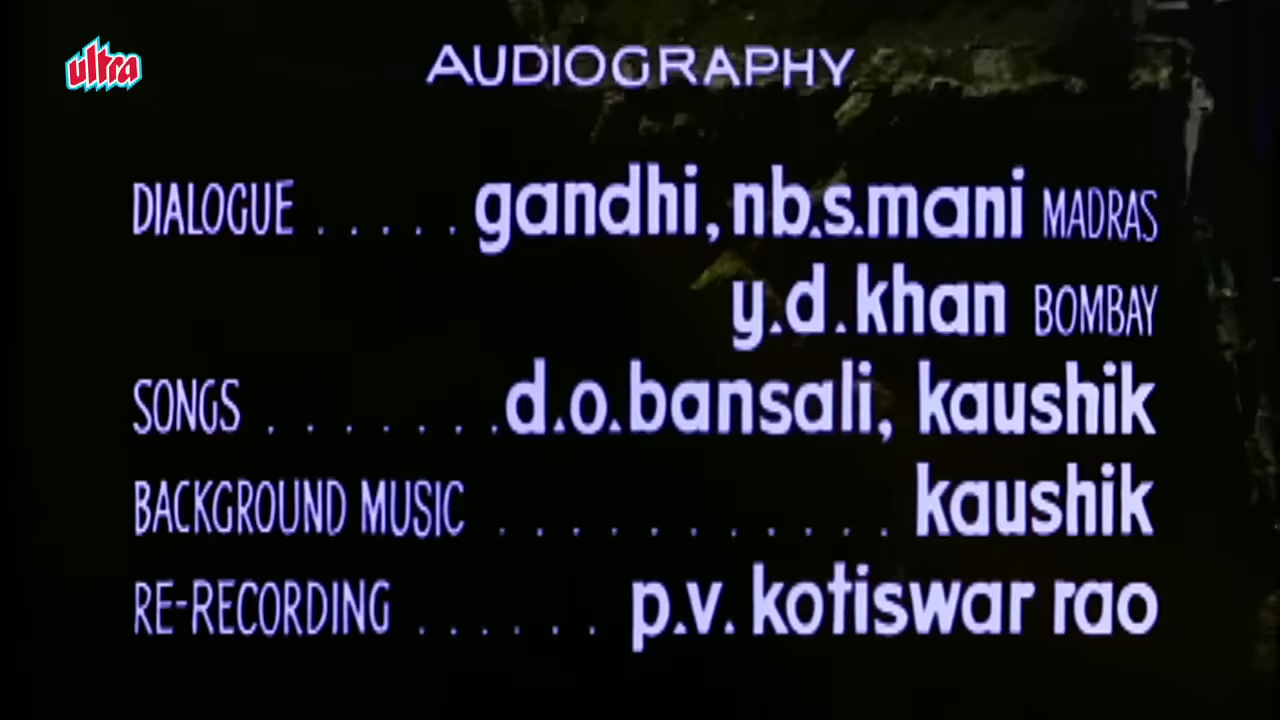 ultra
AUDIOGRAPHY
DIALOGUE ..... gandhi, nb.s.mani MADRAS
y.d.khan BOMBAY
SONGS .......d.o.bansali, kaushik
BACKGROUND MUSIC ........... kaushik
RE-RECORDING ...... p.v. kotiswar rao